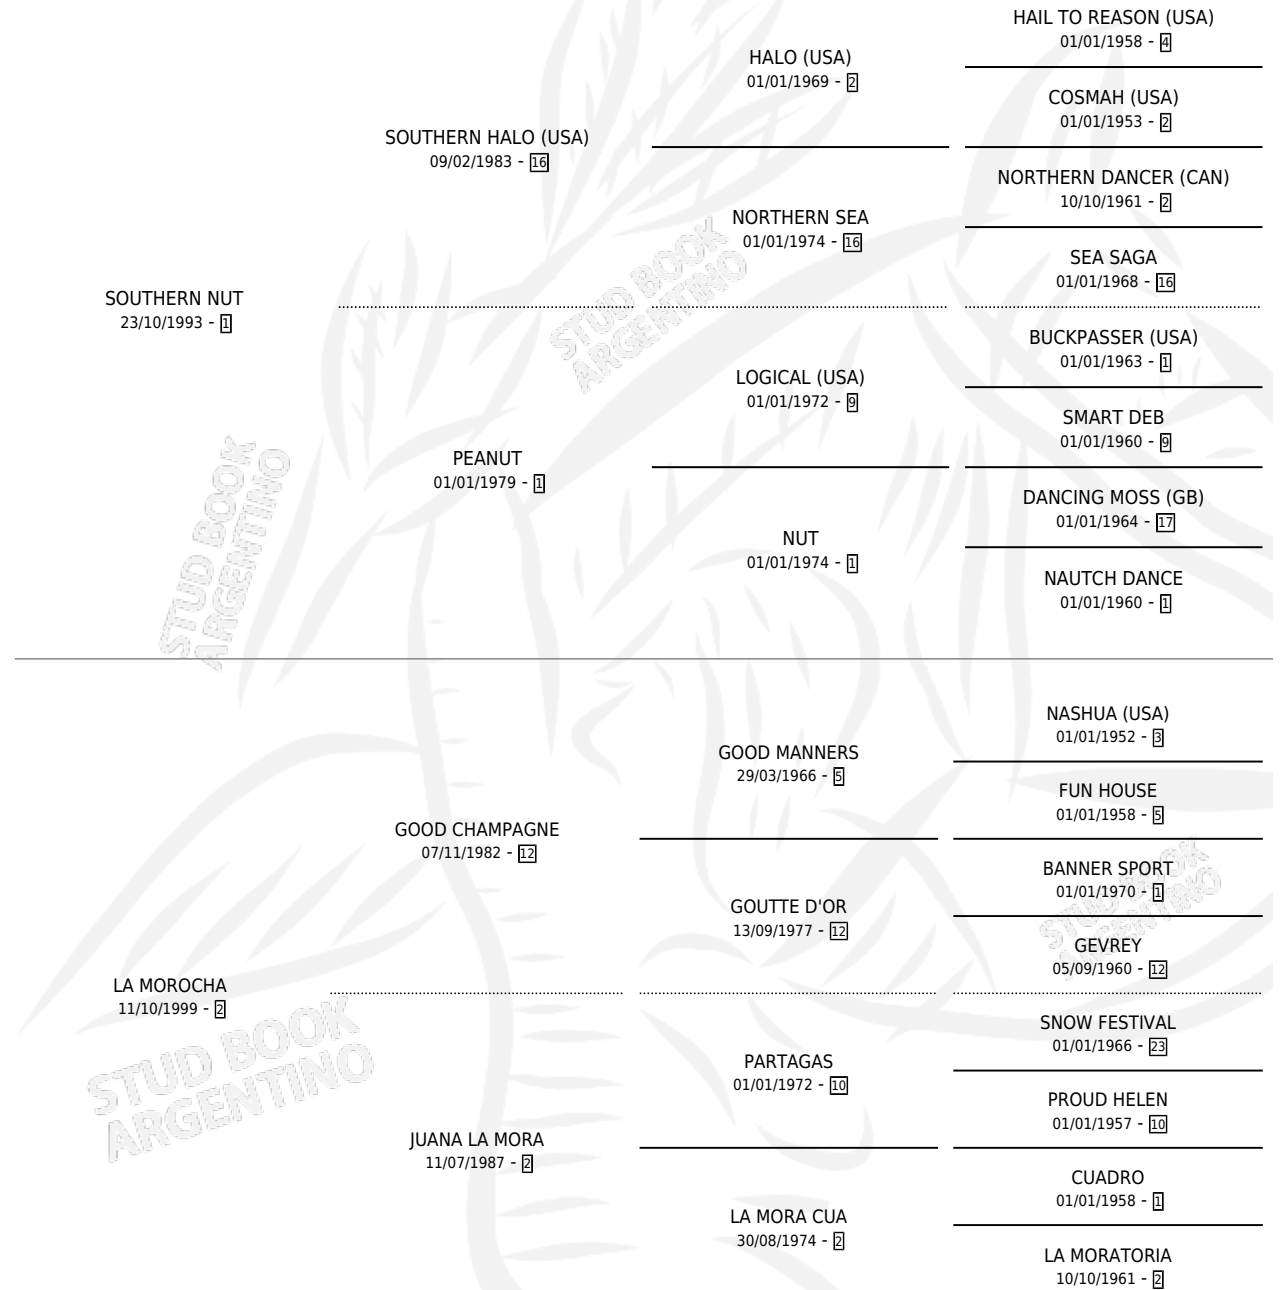 HAIL TO REASON (USA)
01/01/1958 - 4
HALO (USA)
01/01/1969 - 2
COSMAH (USA)
01/01/1953 - 2
SOUTHERN HALO (USA)
09/02/1983 - 16
NORTHERN DANCER (CAN)
10/10/1961 - 2
NORTHERN SEA
01/01/1974 - 16
SEA SAGA
01/01/1968 - 16
SOUTHERN NUT
23/10/1993 - 1
BUCKPASSER (USA)
01/01/1963 - 1
LOGICAL (USA)
01/01/1972 - 9
SMART DEB
01/01/1960 - 9
PEANUT
01/01/1979 - 1
DANCING MOSS (GB)
01/01/1964 - 17
NUT
01/01/1974 - 1
NAUTCH DANCE
01/01/1960 - 1
STUD BOOK
ARGENTINO
STUD BOOK
ARGENTINO
NASHUA (USA)
01/01/1952 - 3
GOOD MANNERS
29/03/1966 - 5
FUN HOUSE
01/01/1958 - 5
GOOD CHAMPAGNE
07/11/1982 - 12
BANNER SPORT
01/01/1970 - 1
GOUTTE D'OR
13/09/1977 - 12
GEVREY
05/09/1960 - 12
LA MOROCHA
11/10/1999 - 2
SNOW FESTIVAL
01/01/1966 - 23
PARTAGAS
01/01/1972 - 10
PROUD HELEN
01/01/1957 - 10
JUANA LA MORA
11/07/1987 - 2
CUADRO
01/01/1958 - 1
LA MORA CUA
30/08/1974 - 2
LA MORATORIA
10/10/1961 - 2
STUD BOOK
ARGENTINO
STUD BOOK
ARGENTINO